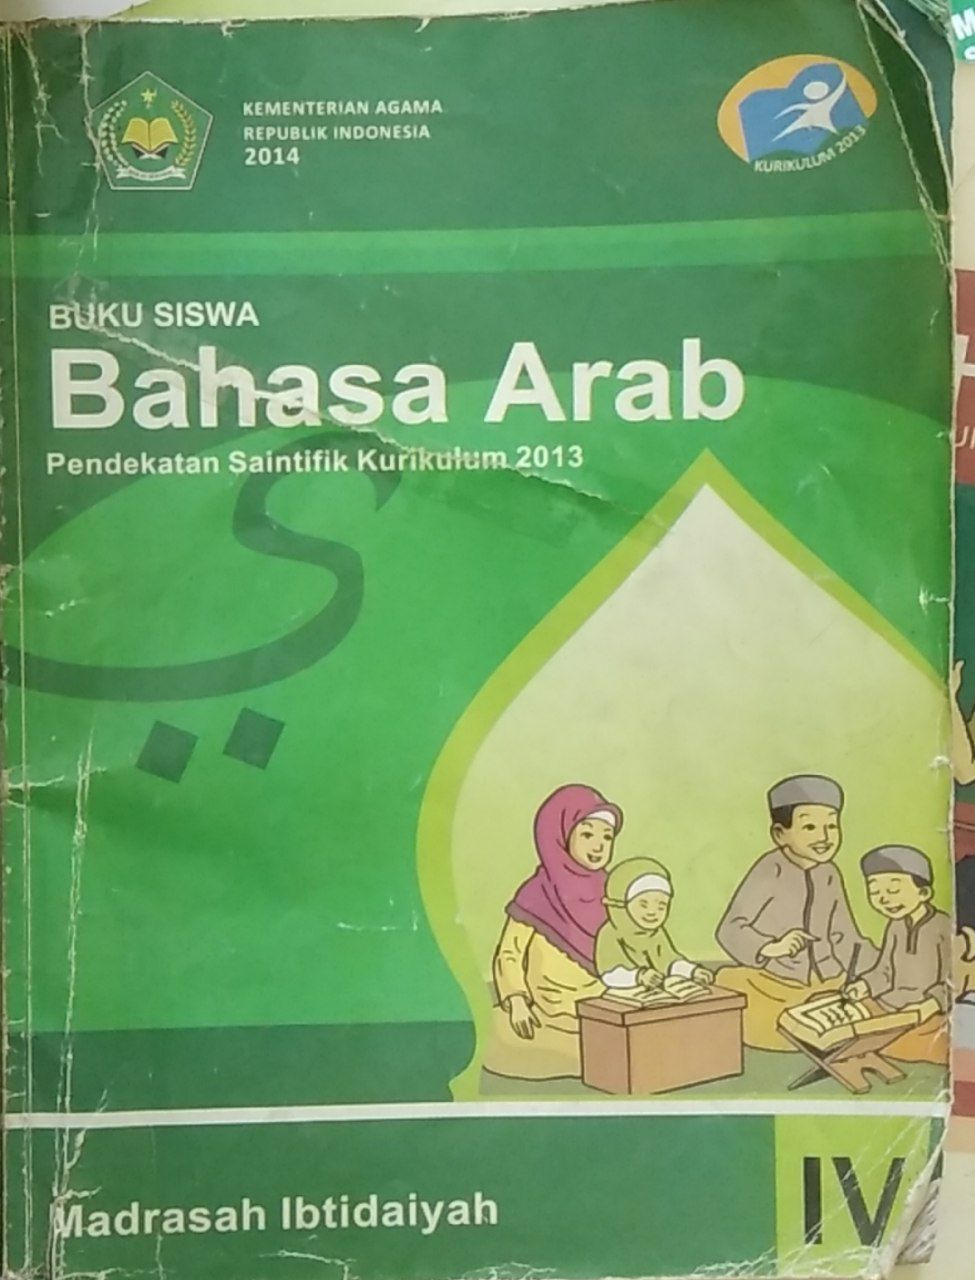 KEMENTERIAN AGAMA
REPUBLIK INDONESIA
2014
KURIKULUM 2013
BUKU SISWA
Bahasa Arab
Pendekatan Saintifik Kurikulum 2013
ي
Madrasah Ibtidaiyah
IV